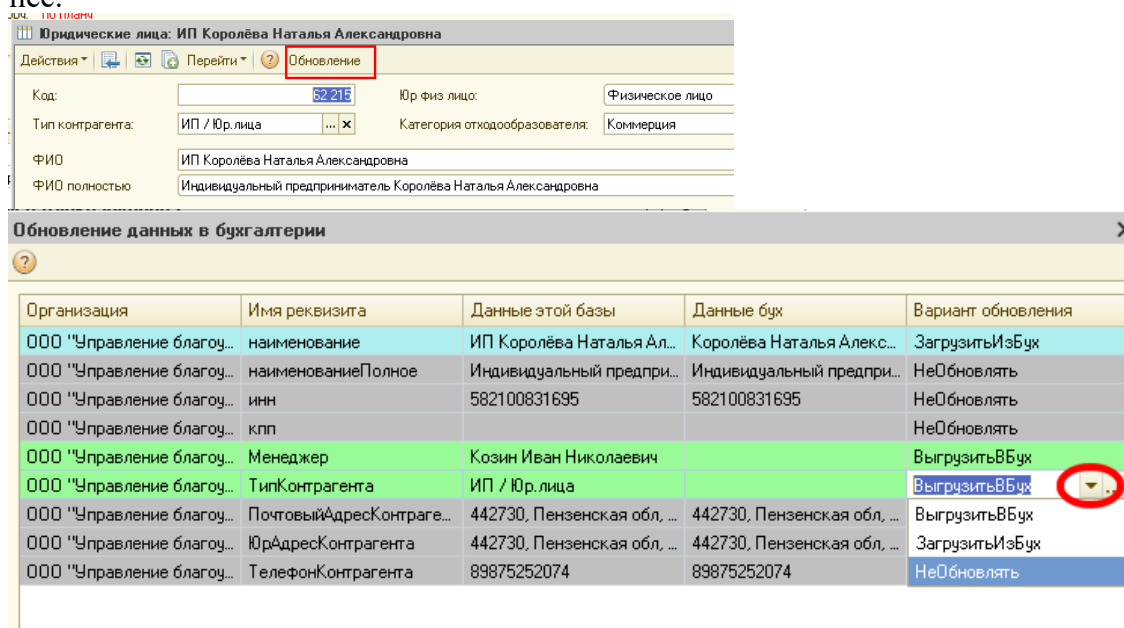 нее.
по плану
Юридические лица: ИП Королёва Наталья Александровна
Действия Перейти ? Обновление
Код: 62 215 Юр физ лицо: Физическое лицо
Тип контрагента: ИП / Юр.лица ... x Категория отходообразователя: Коммерция
ФИО ИП Королёва Наталья Александровна
ФИО полностью Индивидуальный предприниматель Королёва Наталья Александровна
Обновление данных в бухгалтерии
?
Организация Имя реквизита Данные этой базы Данные бух Вариант обновления
ООО "Управление благоу... наименование ИП Королёва Наталья Ал... Королёва Наталья Алекс... ЗагрузитьИзБух
ООО "Управление благоу... наименованиеПолное Индивидуальный предпри... Индивидуальный предпри... НеОбновлять
ООО "Управление благоу... инн 582100831695 582100831695 НеОбновлять
ООО "Управление благоу... кпп НеОбновлять
ООО "Управление благоу... Менеджер Козин Иван Николаевич ВыгрузитьВБух
ООО "Управление благоу... ТипКонтрагента ИП / Юр.лица ВыгрузитьВБух
ООО "Управление благоу... ПочтовыйАдресКонтраге... 442730, Пензенская обл, ... 442730, Пензенская обл, ... ВыгрузитьВБух
ООО "Управление благоу... ЮрАдресКонтрагента 442730, Пензенская обл, ... 442730, Пензенская обл, ... ЗагрузитьИзБух
ООО "Управление благоу... ТелефонКонтрагента 89875252074 89875252074 НеОбновлять